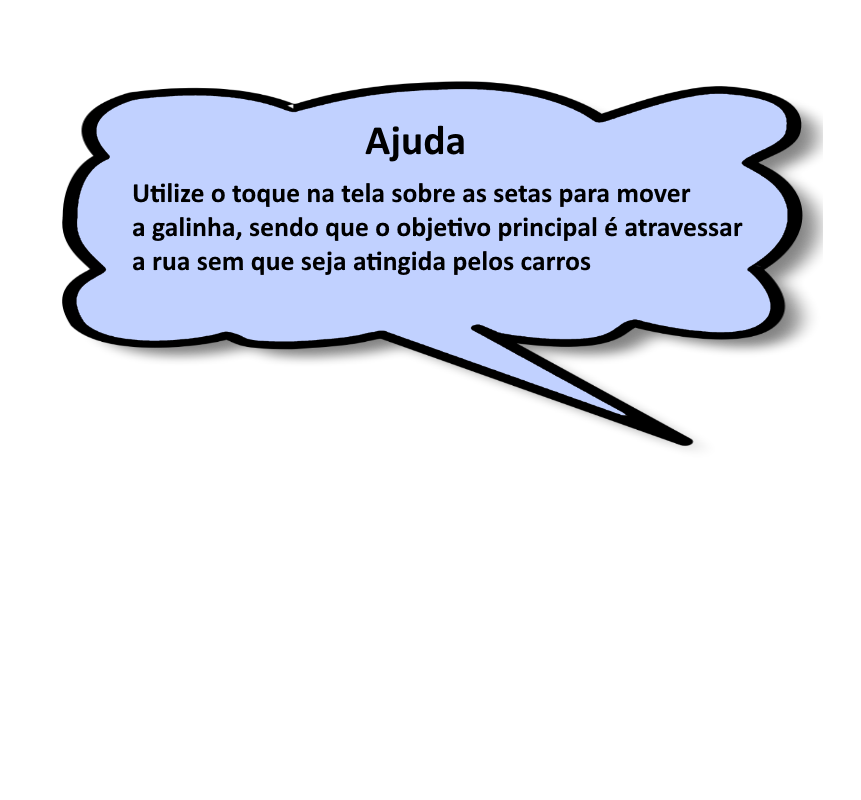 Ajuda
Utilize o toque na tela sobre as setas para mover
a galinha, sendo que o objetivo principal é atravessar
a rua sem que seja atingida pelos carros